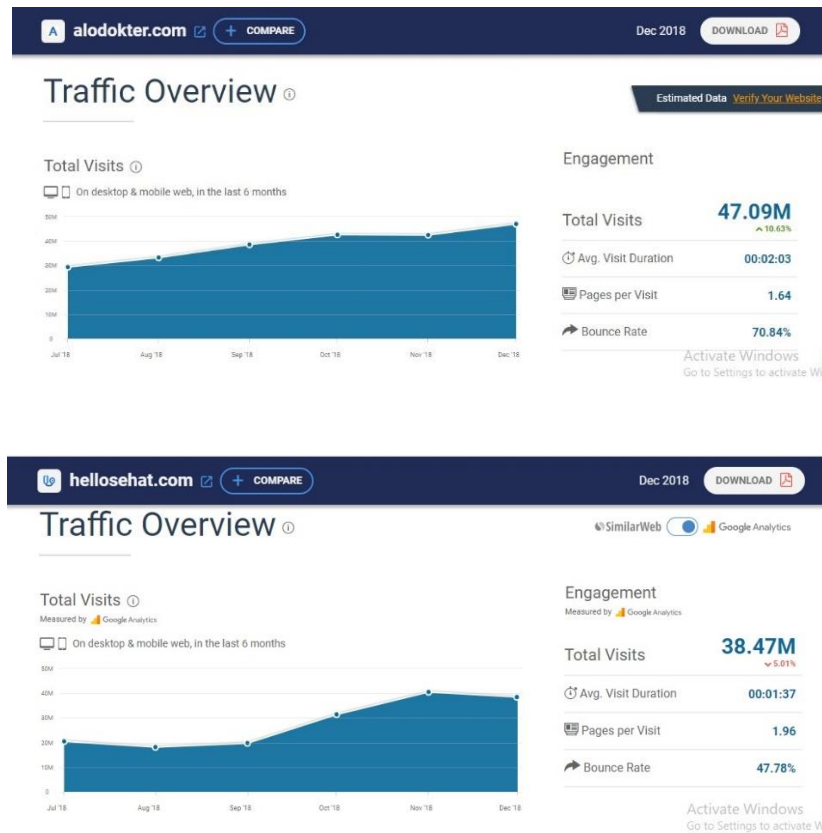 A alodokter.com + COMPARE Dec 2018 DOWNLOAD
Traffic Overview
Estimated Data Verify Your Website
Total Visits
On desktop & mobile web, in the last 6 months
50M
40M
30M
20M
10M
0
Jul '18 Aug '18 Sep '18 Oct '18 Nov '18 Dec '18
Engagement
Total Visits 47.09M
10.63%
Avg. Visit Duration 00:02:03
Pages per Visit 1.64
Bounce Rate 70.84%
Activate Windows
Go to Settings to activate Wi
hellosehat.com + COMPARE Dec 2018 DOWNLOAD
Traffic Overview
SimilarWeb Google Analytics
Total Visits
Measured by Google Analytics
On desktop & mobile web, in the last 6 months
50M
40M
30M
20M
10M
0
Jul '18 Aug '18 Sep '18 Oct '18 Nov '18 Dec '18
Engagement
Measured by Google Analytics
Total Visits 38.47M
5.01%
Avg. Visit Duration 00:01:37
Pages per Visit 1.96
Bounce Rate 47.78%
Activate Windows
Go to Settings to activate W